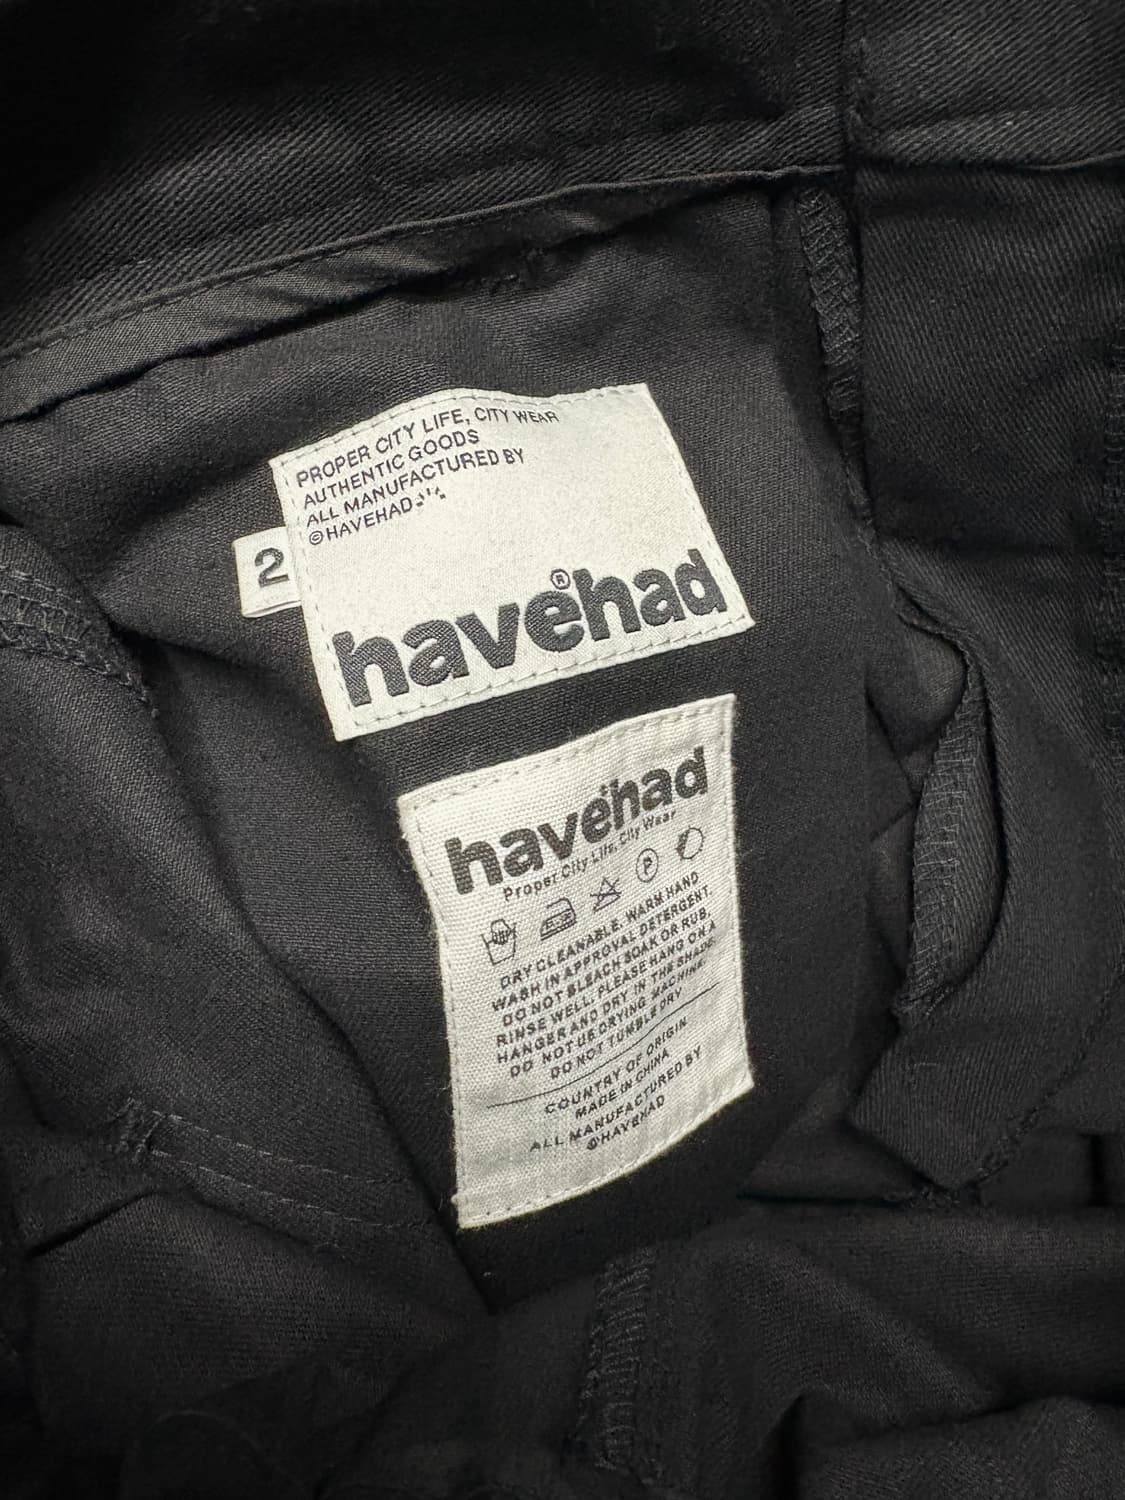 PROPER CITY LIFE, CITY WEAR
AUTHENTIC GOODS
ALL MANUFACTURED BY
©HAVEHAD
2
havehad®
havehad
Proper City Life, City Wear
P
DRY CLEANABLE. WARM HAND
WASH IN APPROVAL DETERGENT.
DO NOT BLEACH SOAK OR RUB.
RINSE WELL. PLEASE HANG ON A
HANGER AND DRY IN THE SHADE.
DO NOT UE DRYING MACHINE.
DO NOT TUMBLE DRY
COUNTRY OF ORIGIN
MADE IN CHINA
ALL MANUFACTURED BY
©HAVEHAD